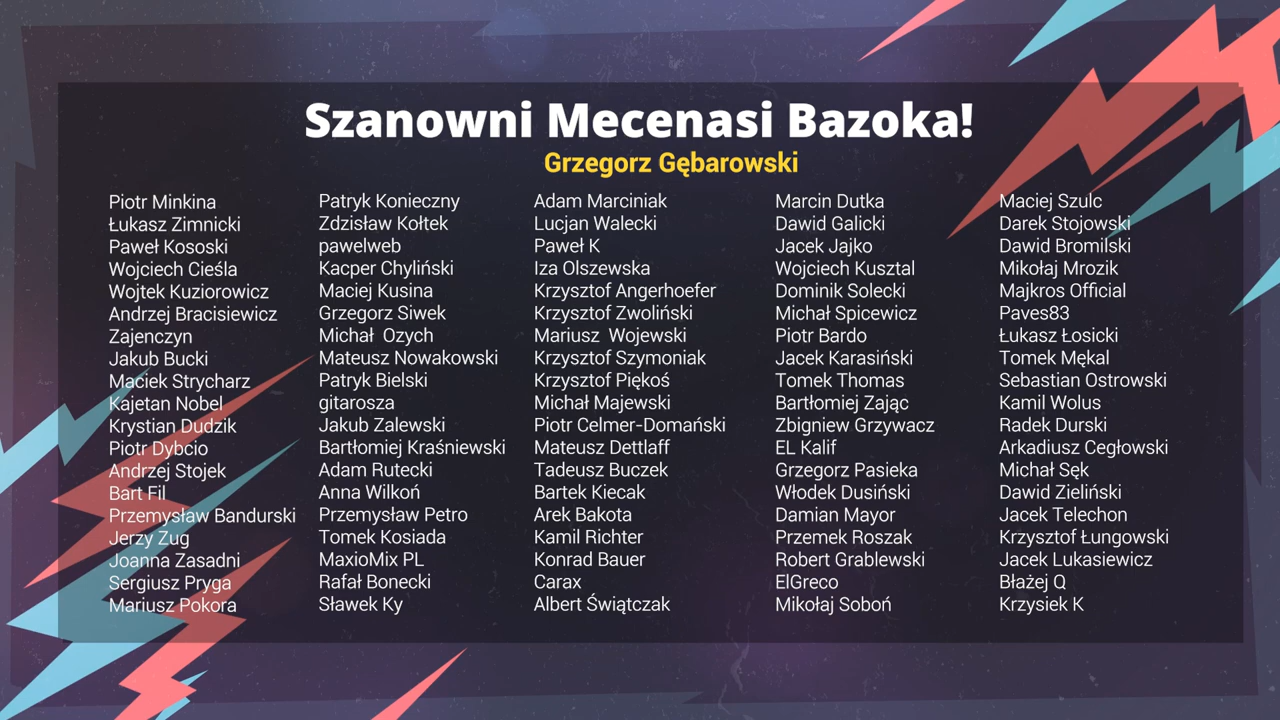 Szanowni Mecenasi Bazoka!
Grzegorz Gębarowski
Piotr Minkina
Łukasz Zimnicki
Paweł Kososki
Wojciech Cieśla
Wojtek Kuziorowicz
Andrzej Bracisiewicz
Zajenczyn
Jakub Bucki
Maciek Strycharz
Kajetan Nobel
Krystian Dudzik
Piotr Dybcio
Andrzej Stojek
Bart Fil
Przemysław Bandurski
Jerzy Zug
Joanna Zasadni
Sergiusz Pryga
Mariusz Pokora
Patryk Konieczny
Zdzisław Kołtek
pawelweb
Kacper Chyliński
Maciej Kusina
Grzegorz Siwek
Michał  Ozych
Mateusz Nowakowski
Patryk Bielski
gitarosza
Jakub Zalewski
Bartłomiej Kraśniewski
Adam Rutecki
Anna Wilkoń
Przemysław Petro
Tomek Kosiada
MaxioMix PL
Rafał Bonecki
Sławek Ky
Adam Marciniak
Lucjan Walecki
Paweł K
Iza Olszewska
Krzysztof Angerhoefer
Krzysztof Zwoliński
Mariusz  Wojewski
Krzysztof Szymoniak
Krzysztof Piękoś
Michał Majewski
Piotr Celmer-Domański
Mateusz Dettlaff
Tadeusz Buczek
Bartek Kiecak
Arek Bakota
Kamil Richter
Konrad Bauer
Carax
Albert Świątczak
Marcin Dutka
Dawid Galicki
Jacek Jajko
Wojciech Kusztal
Dominik Solecki
Michał Spicewicz
Piotr Bardo
Jacek Karasiński
Tomek Thomas
Bartłomiej Zając
Zbigniew Grzywacz
EL Kalif
Grzegorz Pasieka
Włodek Dusiński
Damian Mayor
Przemek Roszak
Robert Grablewski
ElGreco
Mikołaj Soboń
Maciej Szulc
Darek Stojowski
Dawid Bromilski
Mikołaj Mrozik
Majkros Official
Paves83
Łukasz Łosicki
Tomek Mękal
Sebastian Ostrowski
Kamil Wolus
Radek Durski
Arkadiusz Cegłowski
Michał Sęk
Dawid Zieliński
Jacek Telechon
Krzysztof Łungowski
Jacek Lukasiewicz
Błażej Q
Krzysiek K